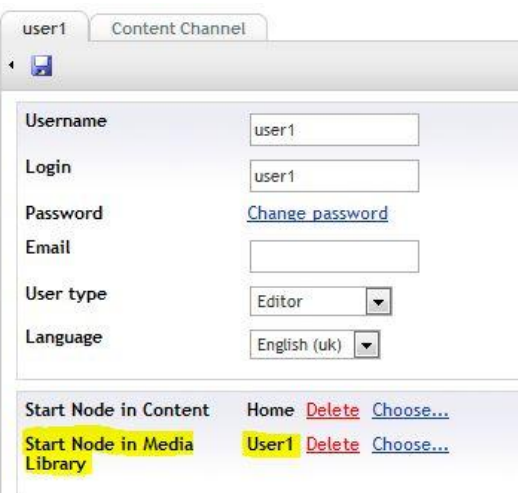 user1 Content Channel
Username user1
Login user1
Password Change password
Email
User type Editor
Language English (uk)
Start Node in Content Home Delete Choose...
Start Node in Media
Library User1 Delete Choose...